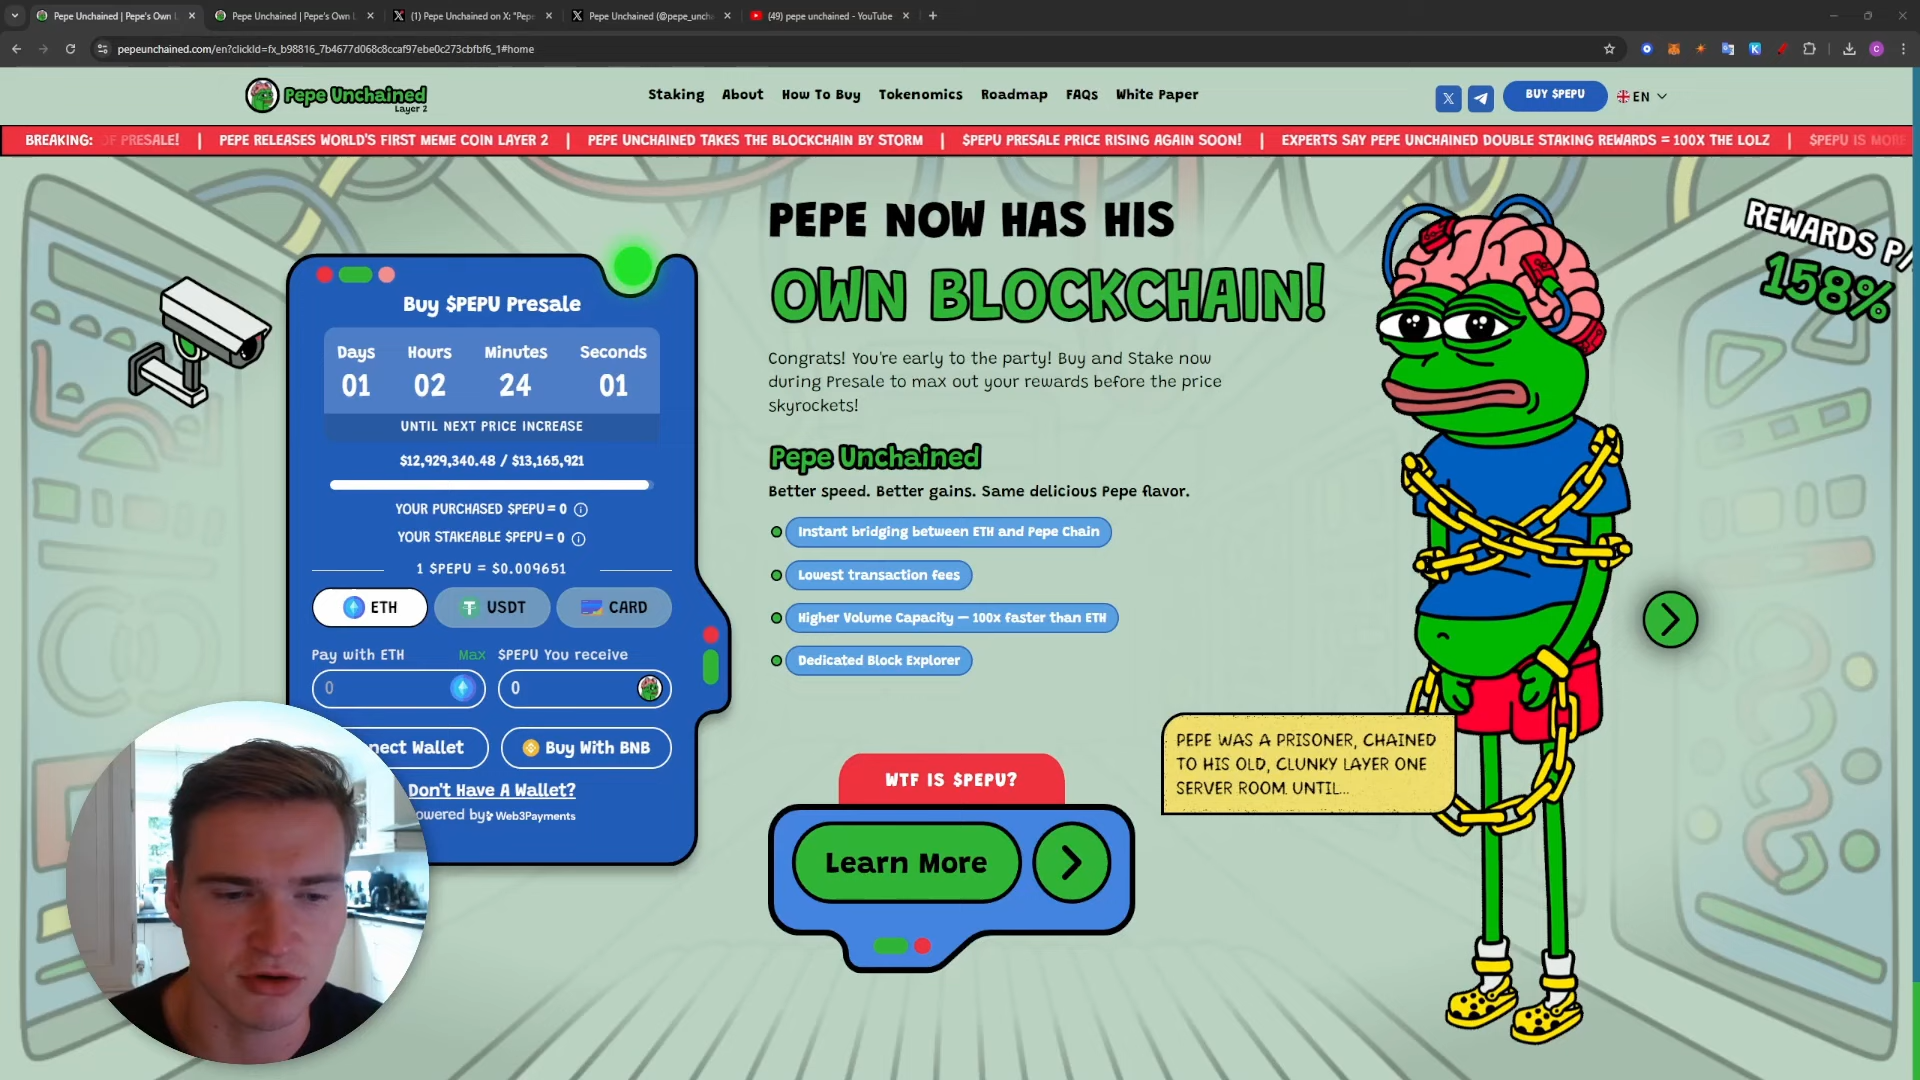 Pepe Unchained | Pepe's Own L
Pepe Unchained | Pepe's Own L
(1) Pepe Unchained on X: "Pepe
Pepe Unchained (@pepe_uncha
(49) pepe unchained - YouTube
pepeunchained.com/en?clickId=fx_b98816_7b4677d068c8ccaf97ebe0c273cbfbf6_1#home
Pepe Unchained
Layer 2
Staking
About
How To Buy
Tokenomics
Roadmap
FAQs
White Paper
BUY $PEPU
EN
BREAKING: OF PRESALE! | PEPE RELEASES WORLD'S FIRST MEME COIN LAYER 2 | PEPE UNCHAINED TAKES THE BLOCKCHAIN BY STORM | $PEPU PRESALE PRICE RISING AGAIN SOON! | EXPERTS SAY PEPE UNCHAINED DOUBLE STAKING REWARDS = 100X THE LOLZ | $PEPU IS MORE
Buy $PEPU Presale
Days Hours Minutes Seconds
01 02 24 01
UNTIL NEXT PRICE INCREASE
$12,929,340.48 / $13,165,921
YOUR PURCHASED $PEPU = 0
YOUR STAKEABLE $PEPU = 0
1 $PEPU = $0.009651
ETH
USDT
CARD
Pay with ETH Max
$PEPU You receive
0
0
nect Wallet
Buy With BNB
Don't Have A Wallet?
owered by Web3Payments
PEPE NOW HAS HIS
OWN BLOCKCHAIN!
Congrats! You're early to the party! Buy and Stake now
during Presale to max out your rewards before the price
skyrockets!
Pepe Unchained
Better speed. Better gains. Same delicious Pepe flavor.
Instant bridging between ETH and Pepe Chain
Lowest transaction fees
Higher Volume Capacity — 100x faster than ETH
Dedicated Block Explorer
WTF IS $PEPU?
Learn More
PEPE WAS A PRISONER, CHAINED
TO HIS OLD, CLUNKY LAYER ONE
SERVER ROOM. UNTIL...
REWARDS P/
158%